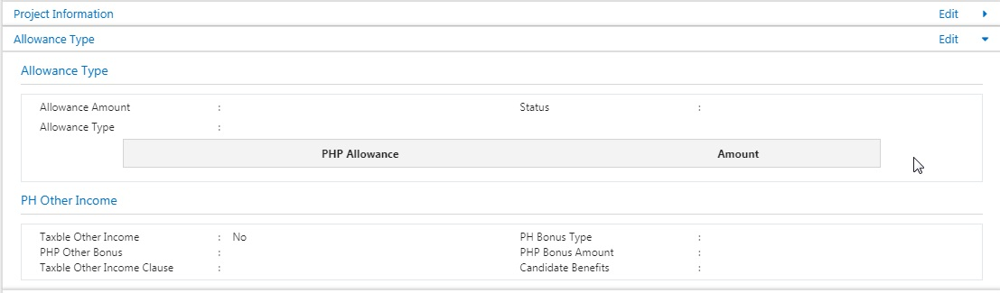 Project Information Edit
Allowance Type Edit
Allowance Type
Allowance Amount : Status :
Allowance Type :
PHP Allowance Amount
PH Other Income
Taxble Other Income : No PH Bonus Type :
PHP Other Bonus : PHP Bonus Amount :
Taxble Other Income Clause : Candidate Benefits :